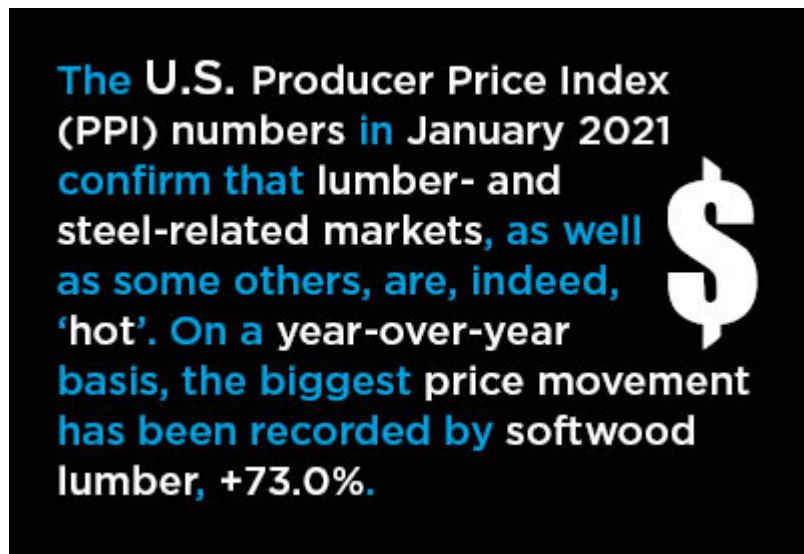 The U.S. Producer Price Index
(PPI) numbers in January 2021
confirm that lumber- and
steel-related markets, as well
as some others, are, indeed,
‘hot’. On a year-over-year
basis, the biggest price movement
has been recorded by softwood
lumber, +73.0%.
$